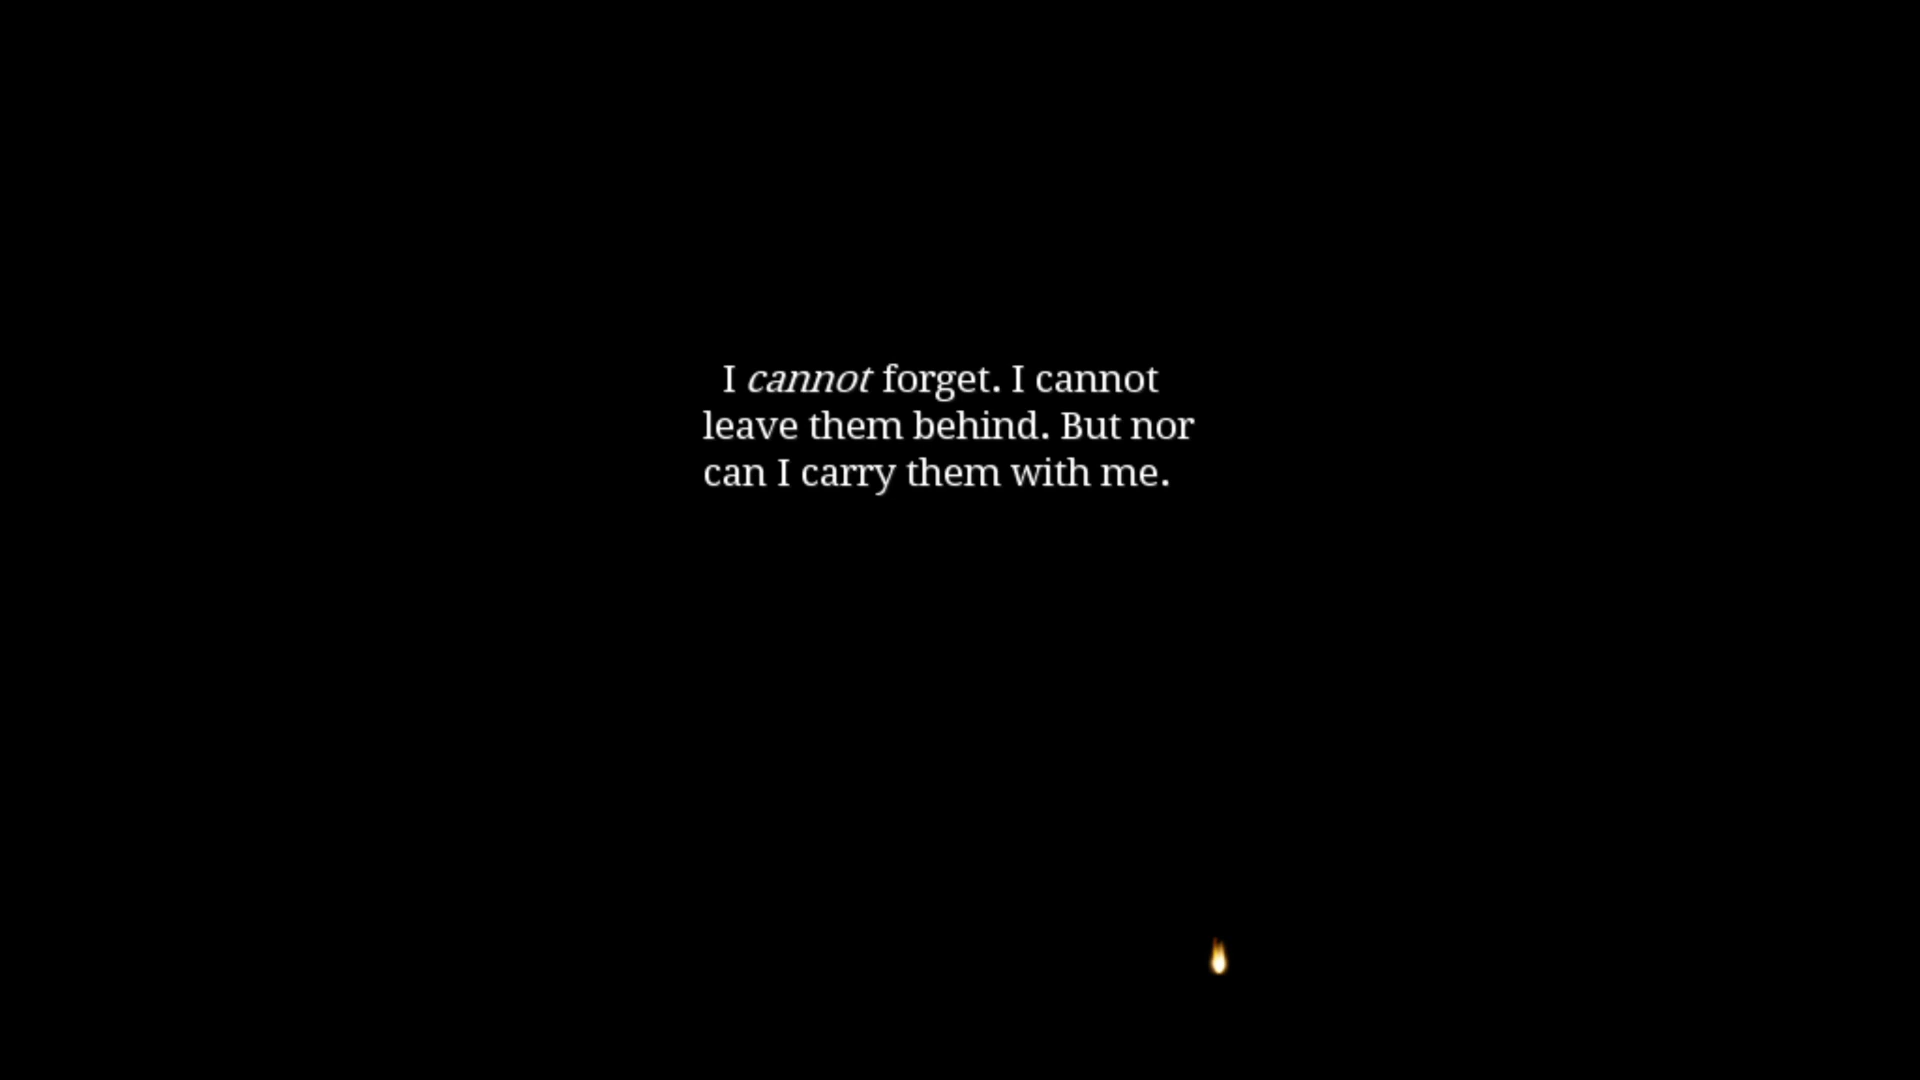 I cannot forget. I cannot
leave them behind. But nor
can I carry them with me.